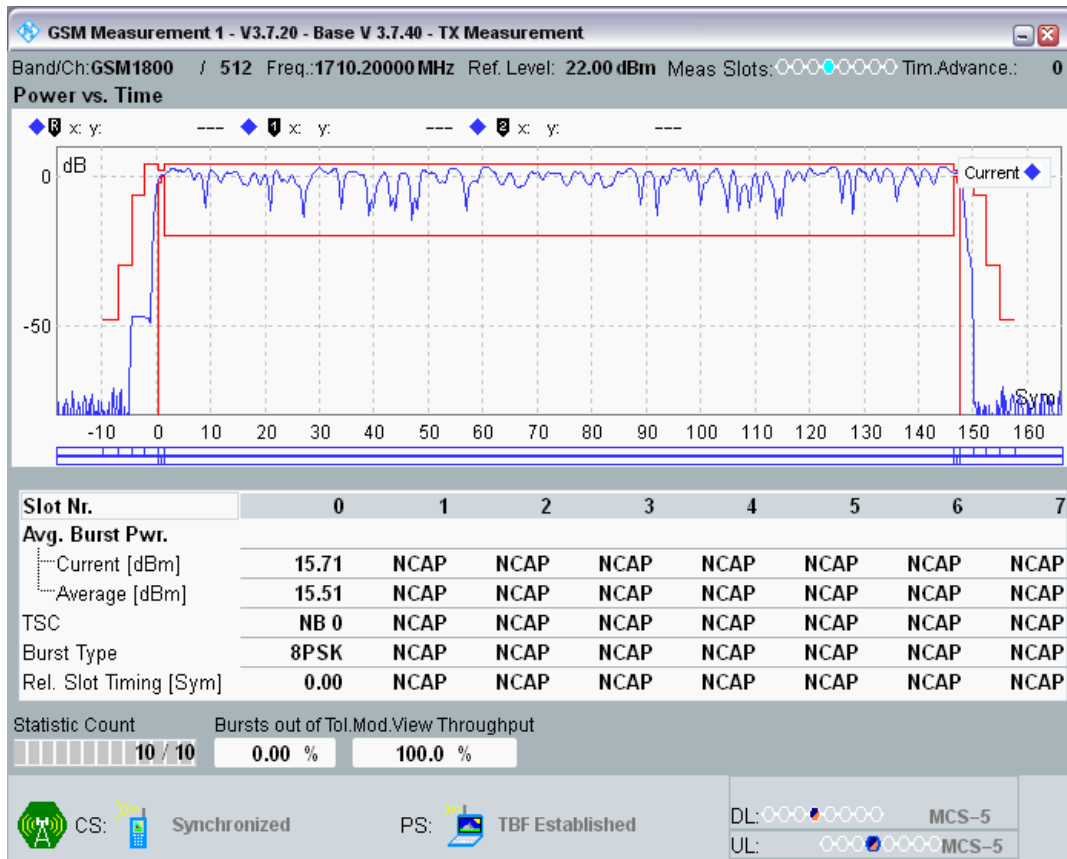 GSM Measurement 1 - V3.7.20 - Base V 3.7.40 - TX Measurement
Band/Ch:GSM1800 / 512 Freq.:1710.20000 MHz Ref. Level: 22.00 dBm Meas Slots: Tim.Advance.: 0
Power vs. Time
R x: y: --- 1 x: y: --- 2 x: y: ---
dB
Current
0
-50
Sym
-10 0 10 20 30 40 50 60 70 80 90 100 110 120 130 140 150 160
Slot Nr. 0 1 2 3 4 5 6 7
Avg. Burst Pwr.
Current [dBm] 15.71 NCAP NCAP NCAP NCAP NCAP NCAP NCAP
Average [dBm] 15.51 NCAP NCAP NCAP NCAP NCAP NCAP NCAP
TSC NB 0 NCAP NCAP NCAP NCAP NCAP NCAP NCAP
Burst Type 8PSK NCAP NCAP NCAP NCAP NCAP NCAP NCAP
Rel. Slot Timing [Sym] 0.00 NCAP NCAP NCAP NCAP NCAP NCAP NCAP
Statistic Count Bursts out of Tol. Mod.View Throughput
10 / 10 0.00 % 100.0 %
CS: Synchronized PS: TBF Established
DL: MCS-5
UL: MCS-5